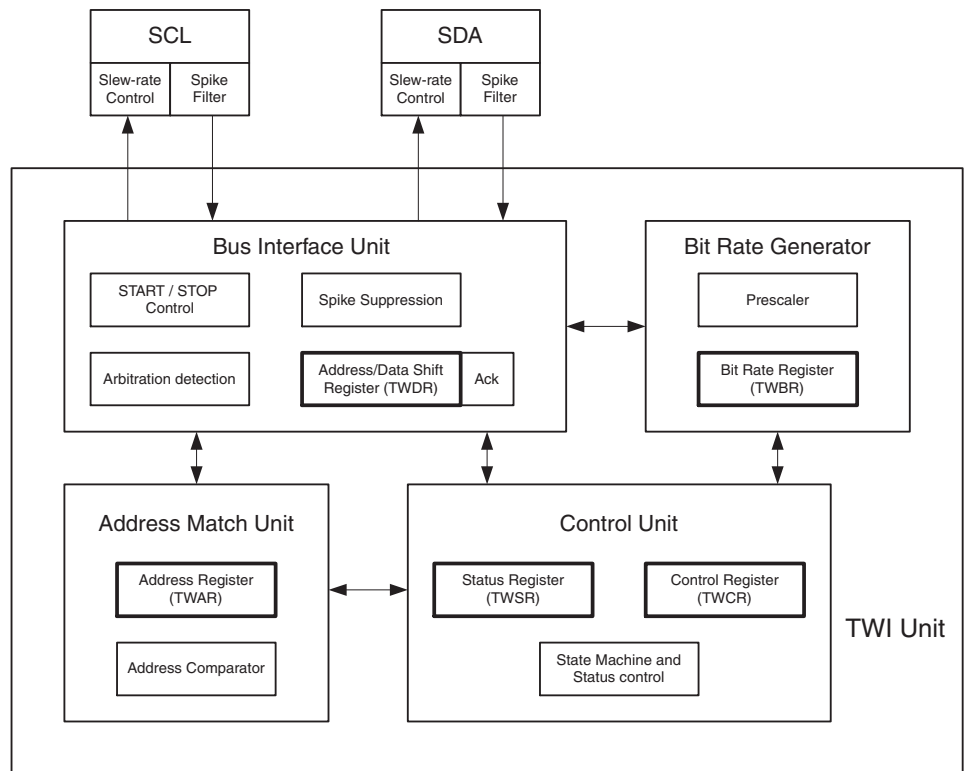 SCL
Slew-rate
Control
Spike
Filter
SDA
Slew-rate
Control
Spike
Filter
Bus Interface Unit
START / STOP
Control
Spike Suppression
Arbitration detection
Address/Data Shift
Register (TWDR)
Ack
Bit Rate Generator
Prescaler
Bit Rate Register
(TWBR)
Address Match Unit
Address Register
(TWAR)
Address Comparator
Control Unit
Status Register
(TWSR)
Control Register
(TWCR)
State Machine and
Status control
TWI Unit